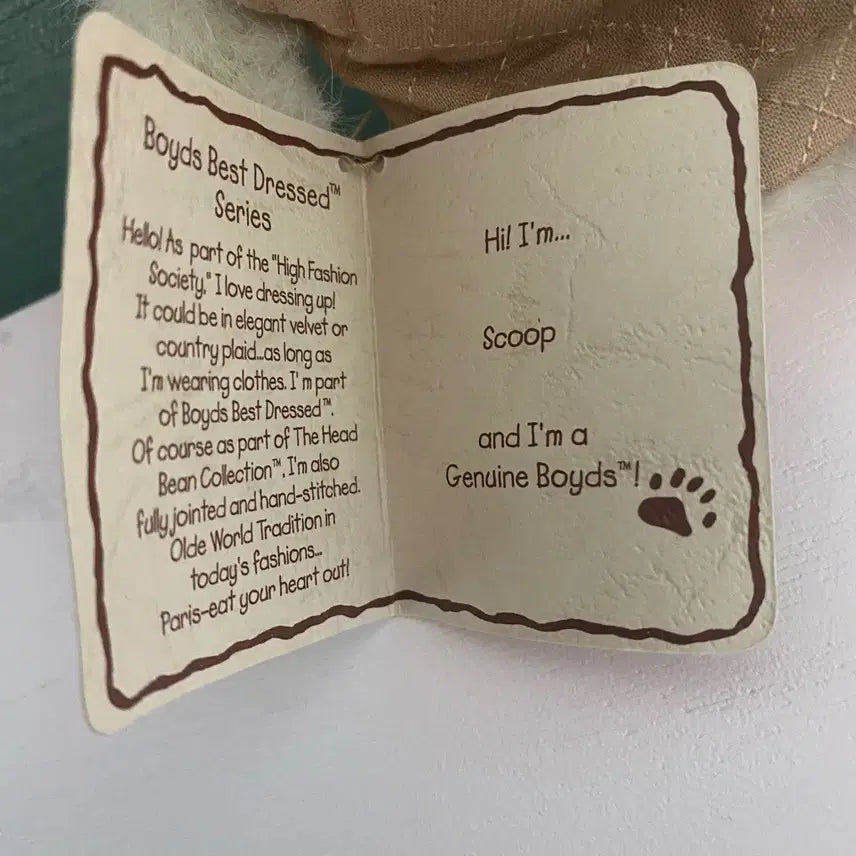 Boyds Best Dressed™
Series
Hello! As part of the "High Fashion
Society," I love dressing up!
It could be in elegant velvet or
country plaid...as long as
I'm wearing clothes. I'm part
of Boyds Best Dressed™.
Of course as part of The Head
Bean Collection™, I'm also
fully jointed and hand-stitched.
Olde World Tradition in
today's fashions...
Paris-eat your heart out!
Hi! I'm...
Scoop
and I'm a
Genuine Boyds™!